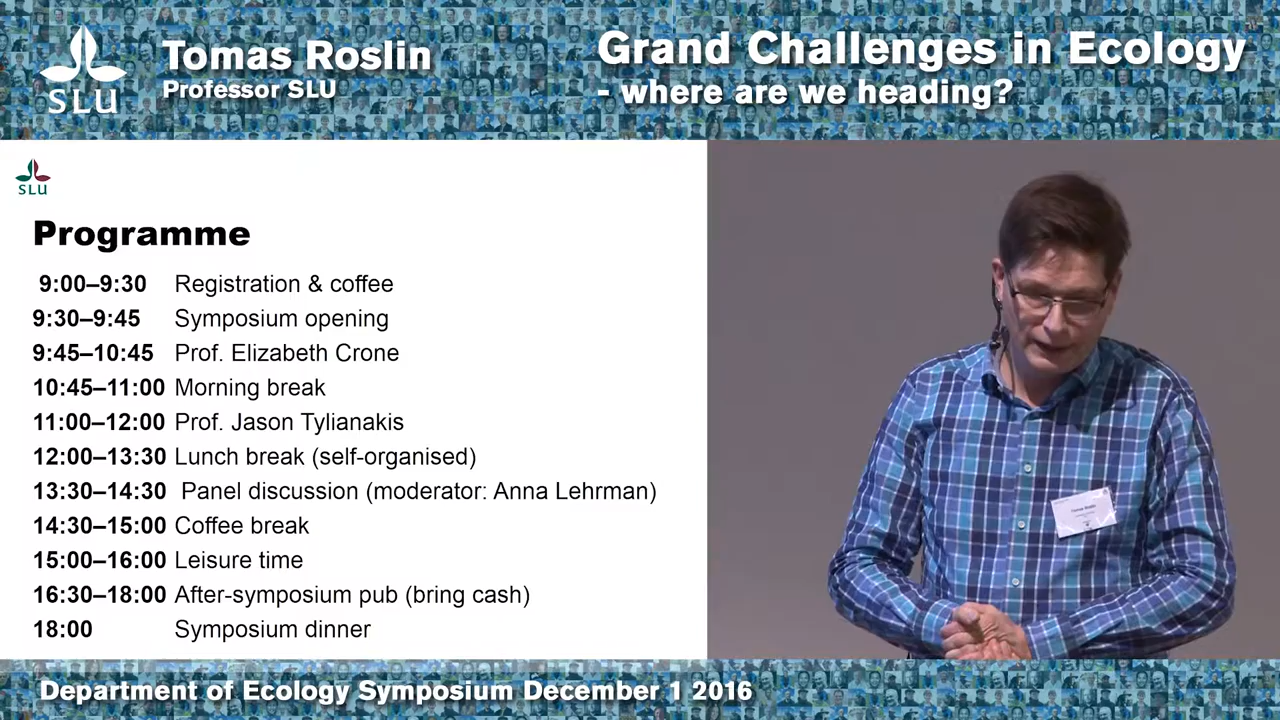 SLU
Tomas Roslin
Professor SLU
Grand Challenges in Ecology
- where are we heading?
SLU
Programme
9:00–9:30 Registration & coffee
9:30–9:45 Symposium opening
9:45–10:45 Prof. Elizabeth Crone
10:45–11:00 Morning break
11:00–12:00 Prof. Jason Tylianakis
12:00–13:30 Lunch break (self-organised)
13:30–14:30 Panel discussion (moderator: Anna Lehrman)
14:30–15:00 Coffee break
15:00–16:00 Leisure time
16:30–18:00 After-symposium pub (bring cash)
18:00 Symposium dinner
Tomas Roslin
Department of Ecology Symposium December 1 2016